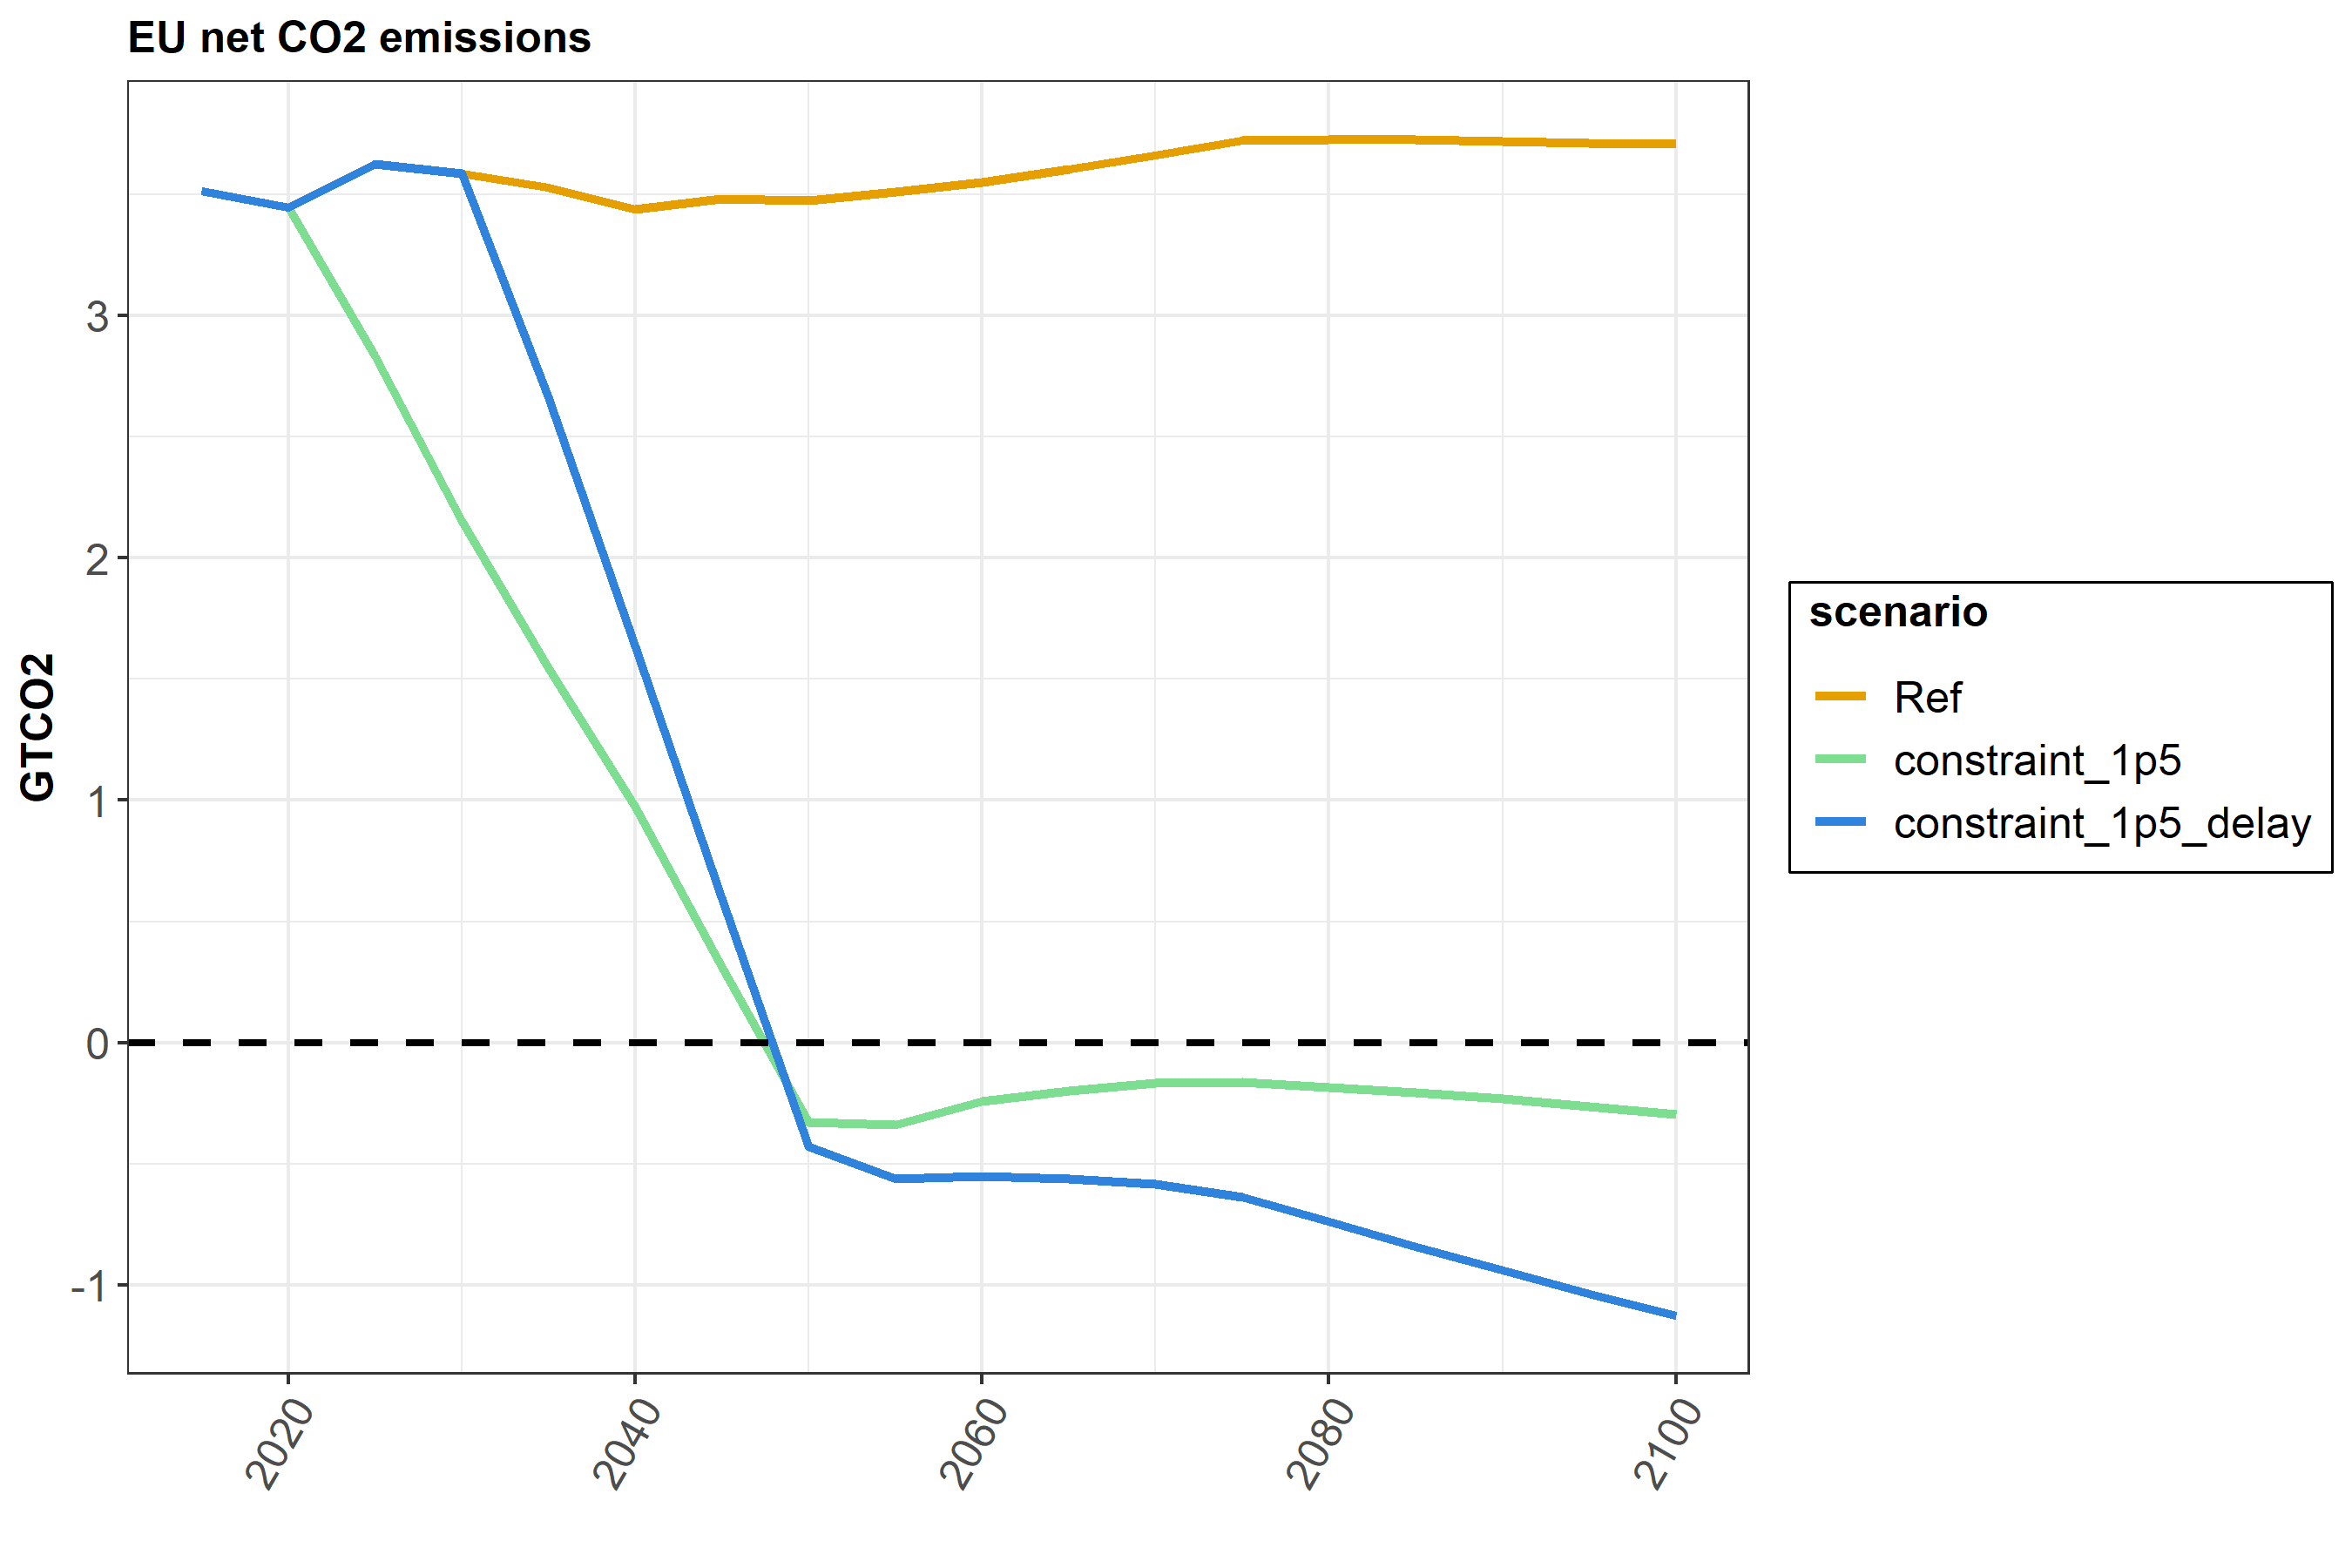 EU net CO2 emissions
GTCO2
3
2
1
0
-1
2020
2040
2060
2080
2100
scenario
Ref
constraint_1p5
constraint_1p5_delay